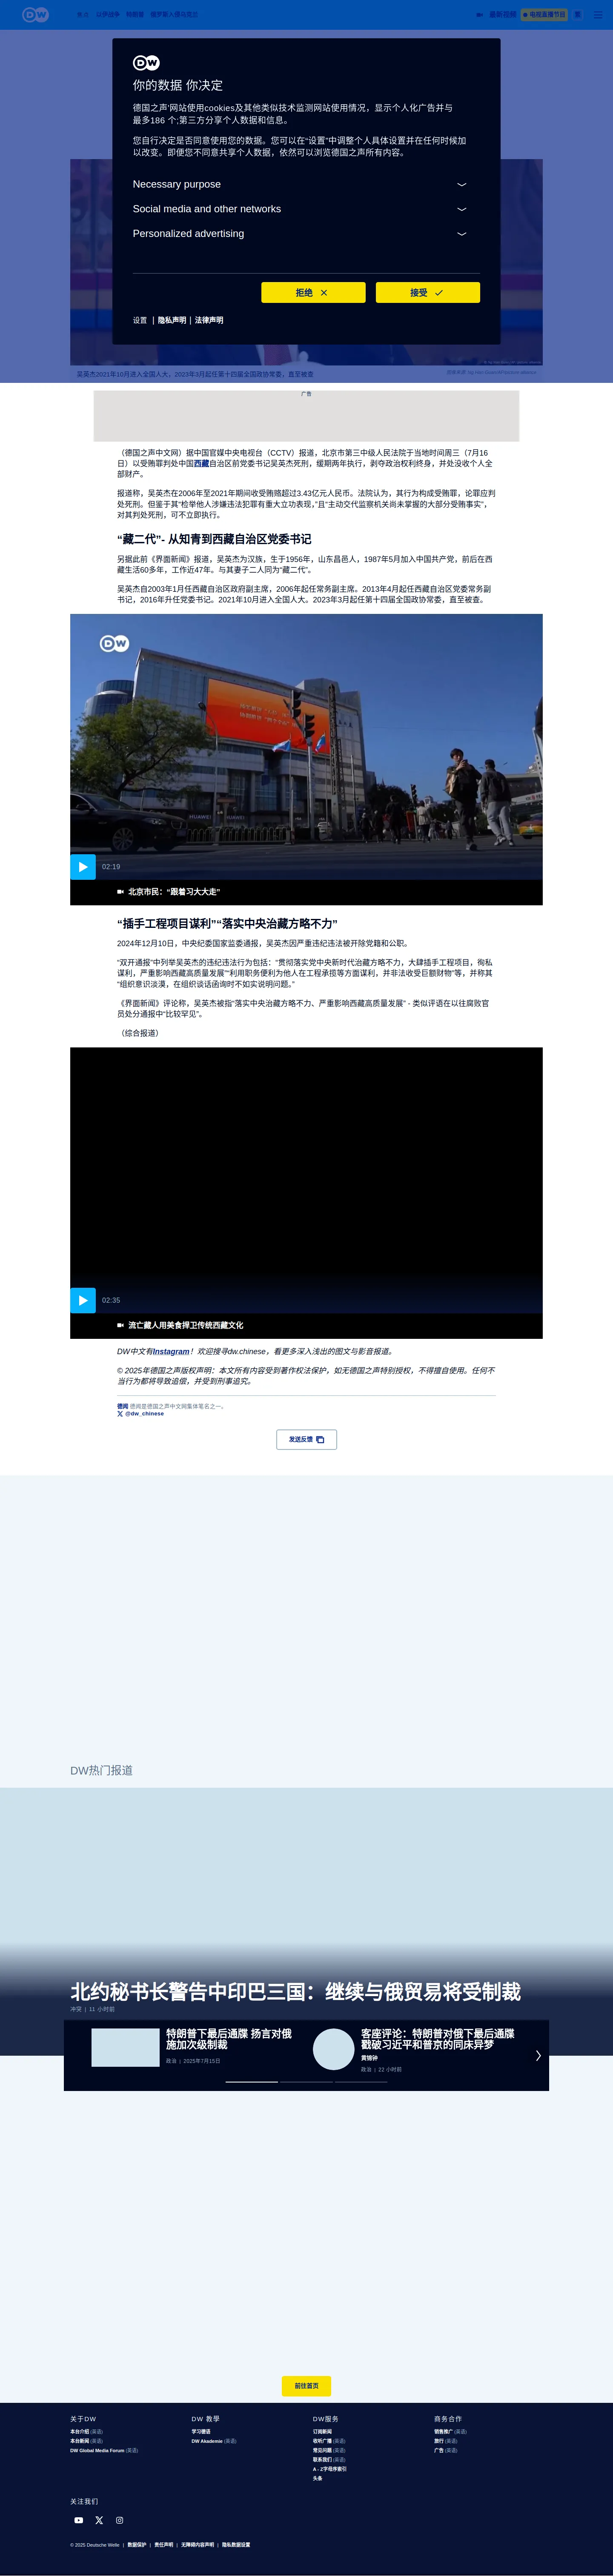 DW
以伊战争 特朗普 俄罗斯入侵乌克兰
最新视频 电视直播节目
DW
你的数据 你决定
德国之声'网站使用cookies及其他类似技术监测网站使用情况，显示个人化广告并与
最多186 个;第三方分享个人数据和信息。
您自行决定是否同意使用您的数据。您可以在"设置"中调整个人具体设置并在任何时候加
以改变。即便您不同意共享个人数据，依然可以浏览德国之声所有内容。
Necessary purpose
Social media and other networks
Personalized advertising
拒绝
接受
设置 | 隐私声明 | 法律声明
吴英杰2021年10月进入全国人大。2023年3月起任第十四届全国政协常委，直至被查
广告
（德国之声中文网）据中国官媒中央电视台（CCTV）报道，北京市第三中级人民法院于当地时间周三（7月16
日）以受贿罪判处中国西藏自治区前党委书记吴英杰死刑，缓期两年执行，剥夺政治权利终身，并处没收个人全
部财产。
报道称，吴英杰在2006年至2021年期间收受贿赂超过3.43亿元人民币。法院认为，其行为构成受贿罪，论罪应判
处死刑。但鉴于其“检举他人涉嫌违法犯罪有重大立功表现，”且“主动交代监察机关尚未掌握的大部分受贿事实”，
对其判处死刑，可不立即执行。
“藏二代”- 从知青到西藏自治区党委书记
另据此前《界面新闻》报道，吴英杰为汉族，生于1956年，山东昌邑人，1987年5月加入中国共产党，前后在西
藏生活60多年，工作近47年。与其妻子二人同为“藏二代”。
吴英杰自2003年1月任西藏自治区政府副主席，2006年起任常务副主席。2013年4月起任西藏自治区党委常务副
书记，2016年升任党委书记。2021年10月进入全国人大。2023年3月起任第十四届全国政协常委，直至被查。
DW
HUAWEI HUAWEI
02:19
北京市民：“跟着习大大走”
“插手工程项目谋利”“落实中央治藏方略不力”
2024年12月10日，中央纪委国家监委通报，吴英杰因严重违纪违法被开除党籍和公职。
“双开通报”中列举吴英杰的违纪违法行为包括：“贯彻落实党中央新时代治藏方略不力，大肆插手工程项目，徇私
谋利，严重影响西藏高质量发展”“利用职务便利为他人在工程承揽等方面谋利，并非法收受巨额财物”等，并称其
“组织意识淡漠，在组织谈话函询时不如实说明问题。”
《界面新闻》评论称，吴英杰被指“落实中央治藏方略不力、严重影响西藏高质量发展” - 类似评语在以往腐败官
员处分通报中“比较罕见”。
（综合报道）
02:35
流亡藏人用美食捍卫传统西藏文化
DW中文有Instagram！欢迎搜寻dw.chinese，看更多深入浅出的图文与影音报道。
© 2025年德国之声版权声明：本文所有内容受到著作权法保护，如无德国之声特别授权，不得擅自使用。任何不
当行为都将导致追偿，并受到刑事追究。
德闻 德闻是德国之声中文网集体笔名之一。
@dw_chinese
发送反馈
DW热门报道
北约秘书长警告中印巴三国：继续与俄贸易将受制裁
冲突 | 11 小时前
特朗普下最后通牒 扬言对俄
施加次级制裁
政治 | 2025年7月15日
客座评论：特朗普对俄下最后通牒
戳破习近平和普京的同床异梦
黄锦钟
政治 | 22 小时前
前往首页
关于DW
本台介绍 (英语)
本台新闻 (英语)
DW Global Media Forum (英语)
DW 教學
学习德语
DW Akademie (英语)
DW服务
订阅新闻
收听广播 (英语)
常见问题 (英语)
联系我们 (英语)
A - Z字母序索引
头条
商务合作
销售推广 (英语)
旅行 (英语)
广告 (英语)
关注我们
© 2025 Deutsche Welle | 数据保护 | 责任声明 | 无障碍内容声明 | 隐私数据设置